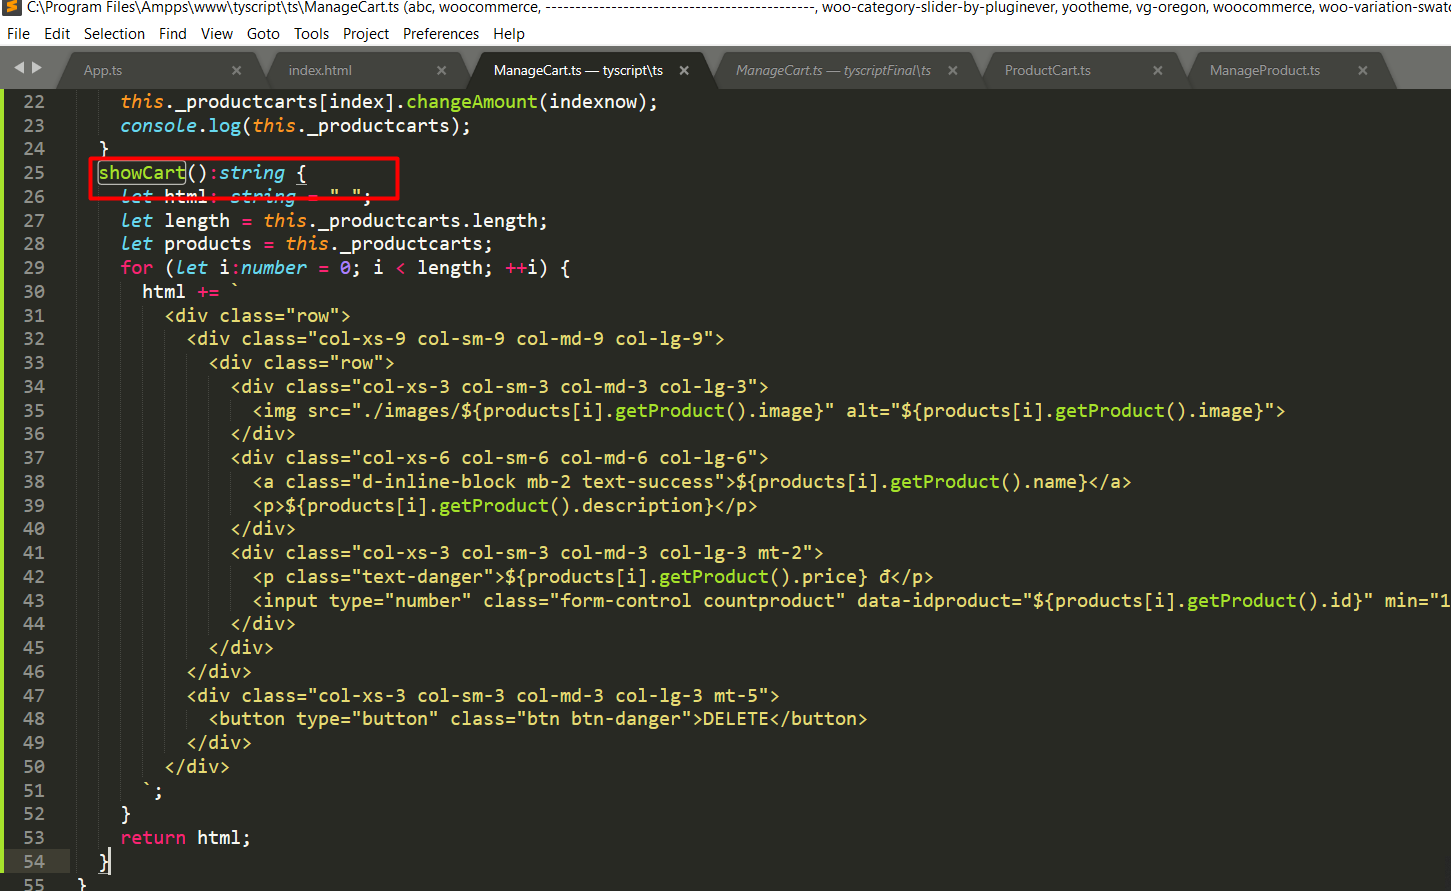 C:\Program Files\Ampps\www\tyscript\ts\ManageCart.ts (abc, woocommerce, ----------------------------------------------, woo-category-slider-by-pluginever, yootheme, vg-oregon, woocommerce, woo-variation-swatc
File Edit Selection Find View Goto Tools Project Preferences Help
App.ts × index.html × ManageCart.ts — tyscript\ts × ManageCart.ts — tyscriptFinal\ts × ProductCart.ts × ManageProduct.ts ×
22 this._productcarts[index].changeAmount(indexnow);
23 console.log(this._productcarts);
24 }
25 showCart():string {
26 let html: string = " ";
27 let length = this._productcarts.length;
28 let products = this._productcarts;
29 for (let i:number = 0; i < length; ++i) {
30 html += `
31 <div class="row">
32 <div class="col-xs-9 col-sm-9 col-md-9 col-lg-9">
33 <div class="row">
34 <div class="col-xs-3 col-sm-3 col-md-3 col-lg-3">
35 <img src="./images/${products[i].getProduct().image}" alt="${products[i].getProduct().image}">
36 </div>
37 <div class="col-xs-6 col-sm-6 col-md-6 col-lg-6">
38 <a class="d-inline-block mb-2 text-success">${products[i].getProduct().name}</a>
39 <p>${products[i].getProduct().description}</p>
40 </div>
41 <div class="col-xs-3 col-sm-3 col-md-3 col-lg-3 mt-2">
42 <p class="text-danger">${products[i].getProduct().price} đ</p>
43 <input type="number" class="form-control countproduct" data-idproduct="${products[i].getProduct().id}" min="1
44 </div>
45 </div>
46 </div>
47 <div class="col-xs-3 col-sm-3 col-md-3 col-lg-3 mt-5">
48 <button type="button" class="btn btn-danger">DELETE</button>
49 </div>
50 </div>
51 `;
52 }
53 return html;
54 }
55 }